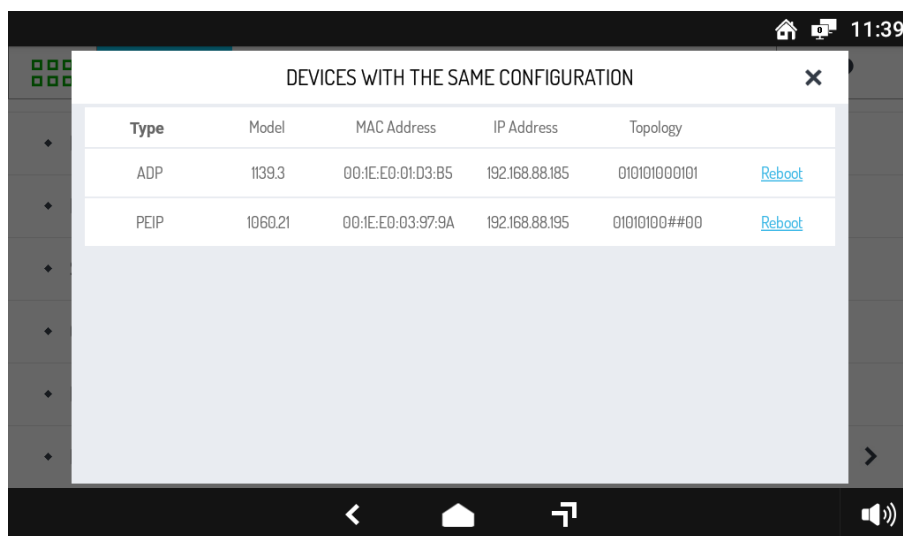 11:39
DEVICES WITH THE SAME CONFIGURATION
Type Model MAC Address IP Address Topology
ADP 1139.3 00:1E:E0:01:D3:B5 192.168.88.185 010101000101 Reboot
PEIP 1060.21 00:1E:E0:03:97:9A 192.168.88.195 01010100##00 Reboot